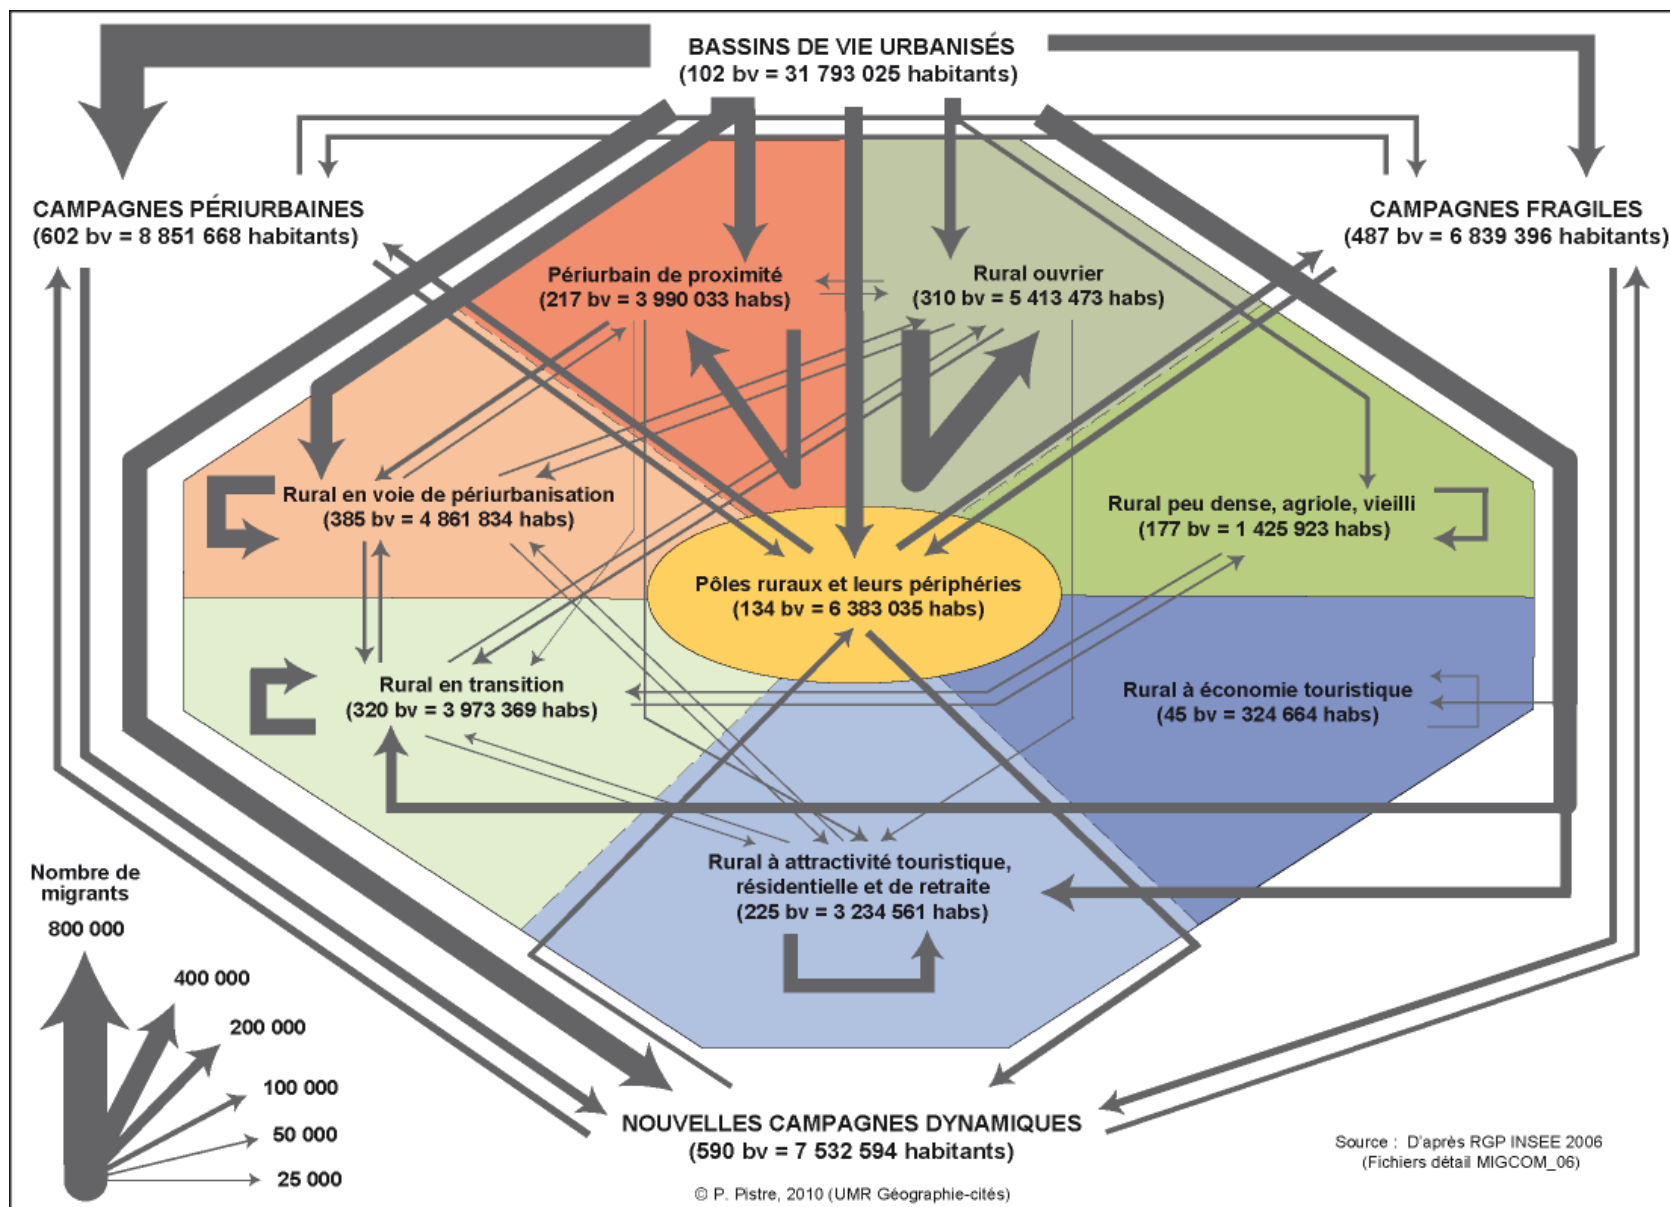 BASSINS DE VIE URBANISÉS
(102 bv = 31 793 025 habitants)
CAMPAGNES PÉRIURBAINES
(602 bv = 8 851 668 habitants)
CAMPAGNES FRAGILES
(487 bv = 6 839 396 habitants)
Périurbain de proximité
(217 bv = 3 990 033 habs)
Rural ouvrier
(310 bv = 5 413 473 habs)
Rural en voie de périurbanisation
(385 bv = 4 861 834 habs)
Rural peu dense, agriole, vieilli
(177 bv = 1 425 923 habs)
Pôles ruraux et leurs périphéries
(134 bv = 6 383 035 habs)
Rural en transition
(320 bv = 3 973 369 habs)
Rural à économie touristique
(45 bv = 324 664 habs)
Rural à attractivité touristique,
résidentielle et de retraite
(225 bv = 3 234 561 habs)
Nombre de
migrants
800 000
400 000
200 000
100 000
50 000
25 000
NOUVELLES CAMPAGNES DYNAMIQUES
(590 bv = 7 532 594 habitants)
Source : D'après RGP INSEE 2006
(Fichiers détail MIGCOM_06)
© P. Pistre, 2010 (UMR Géographie-cités)